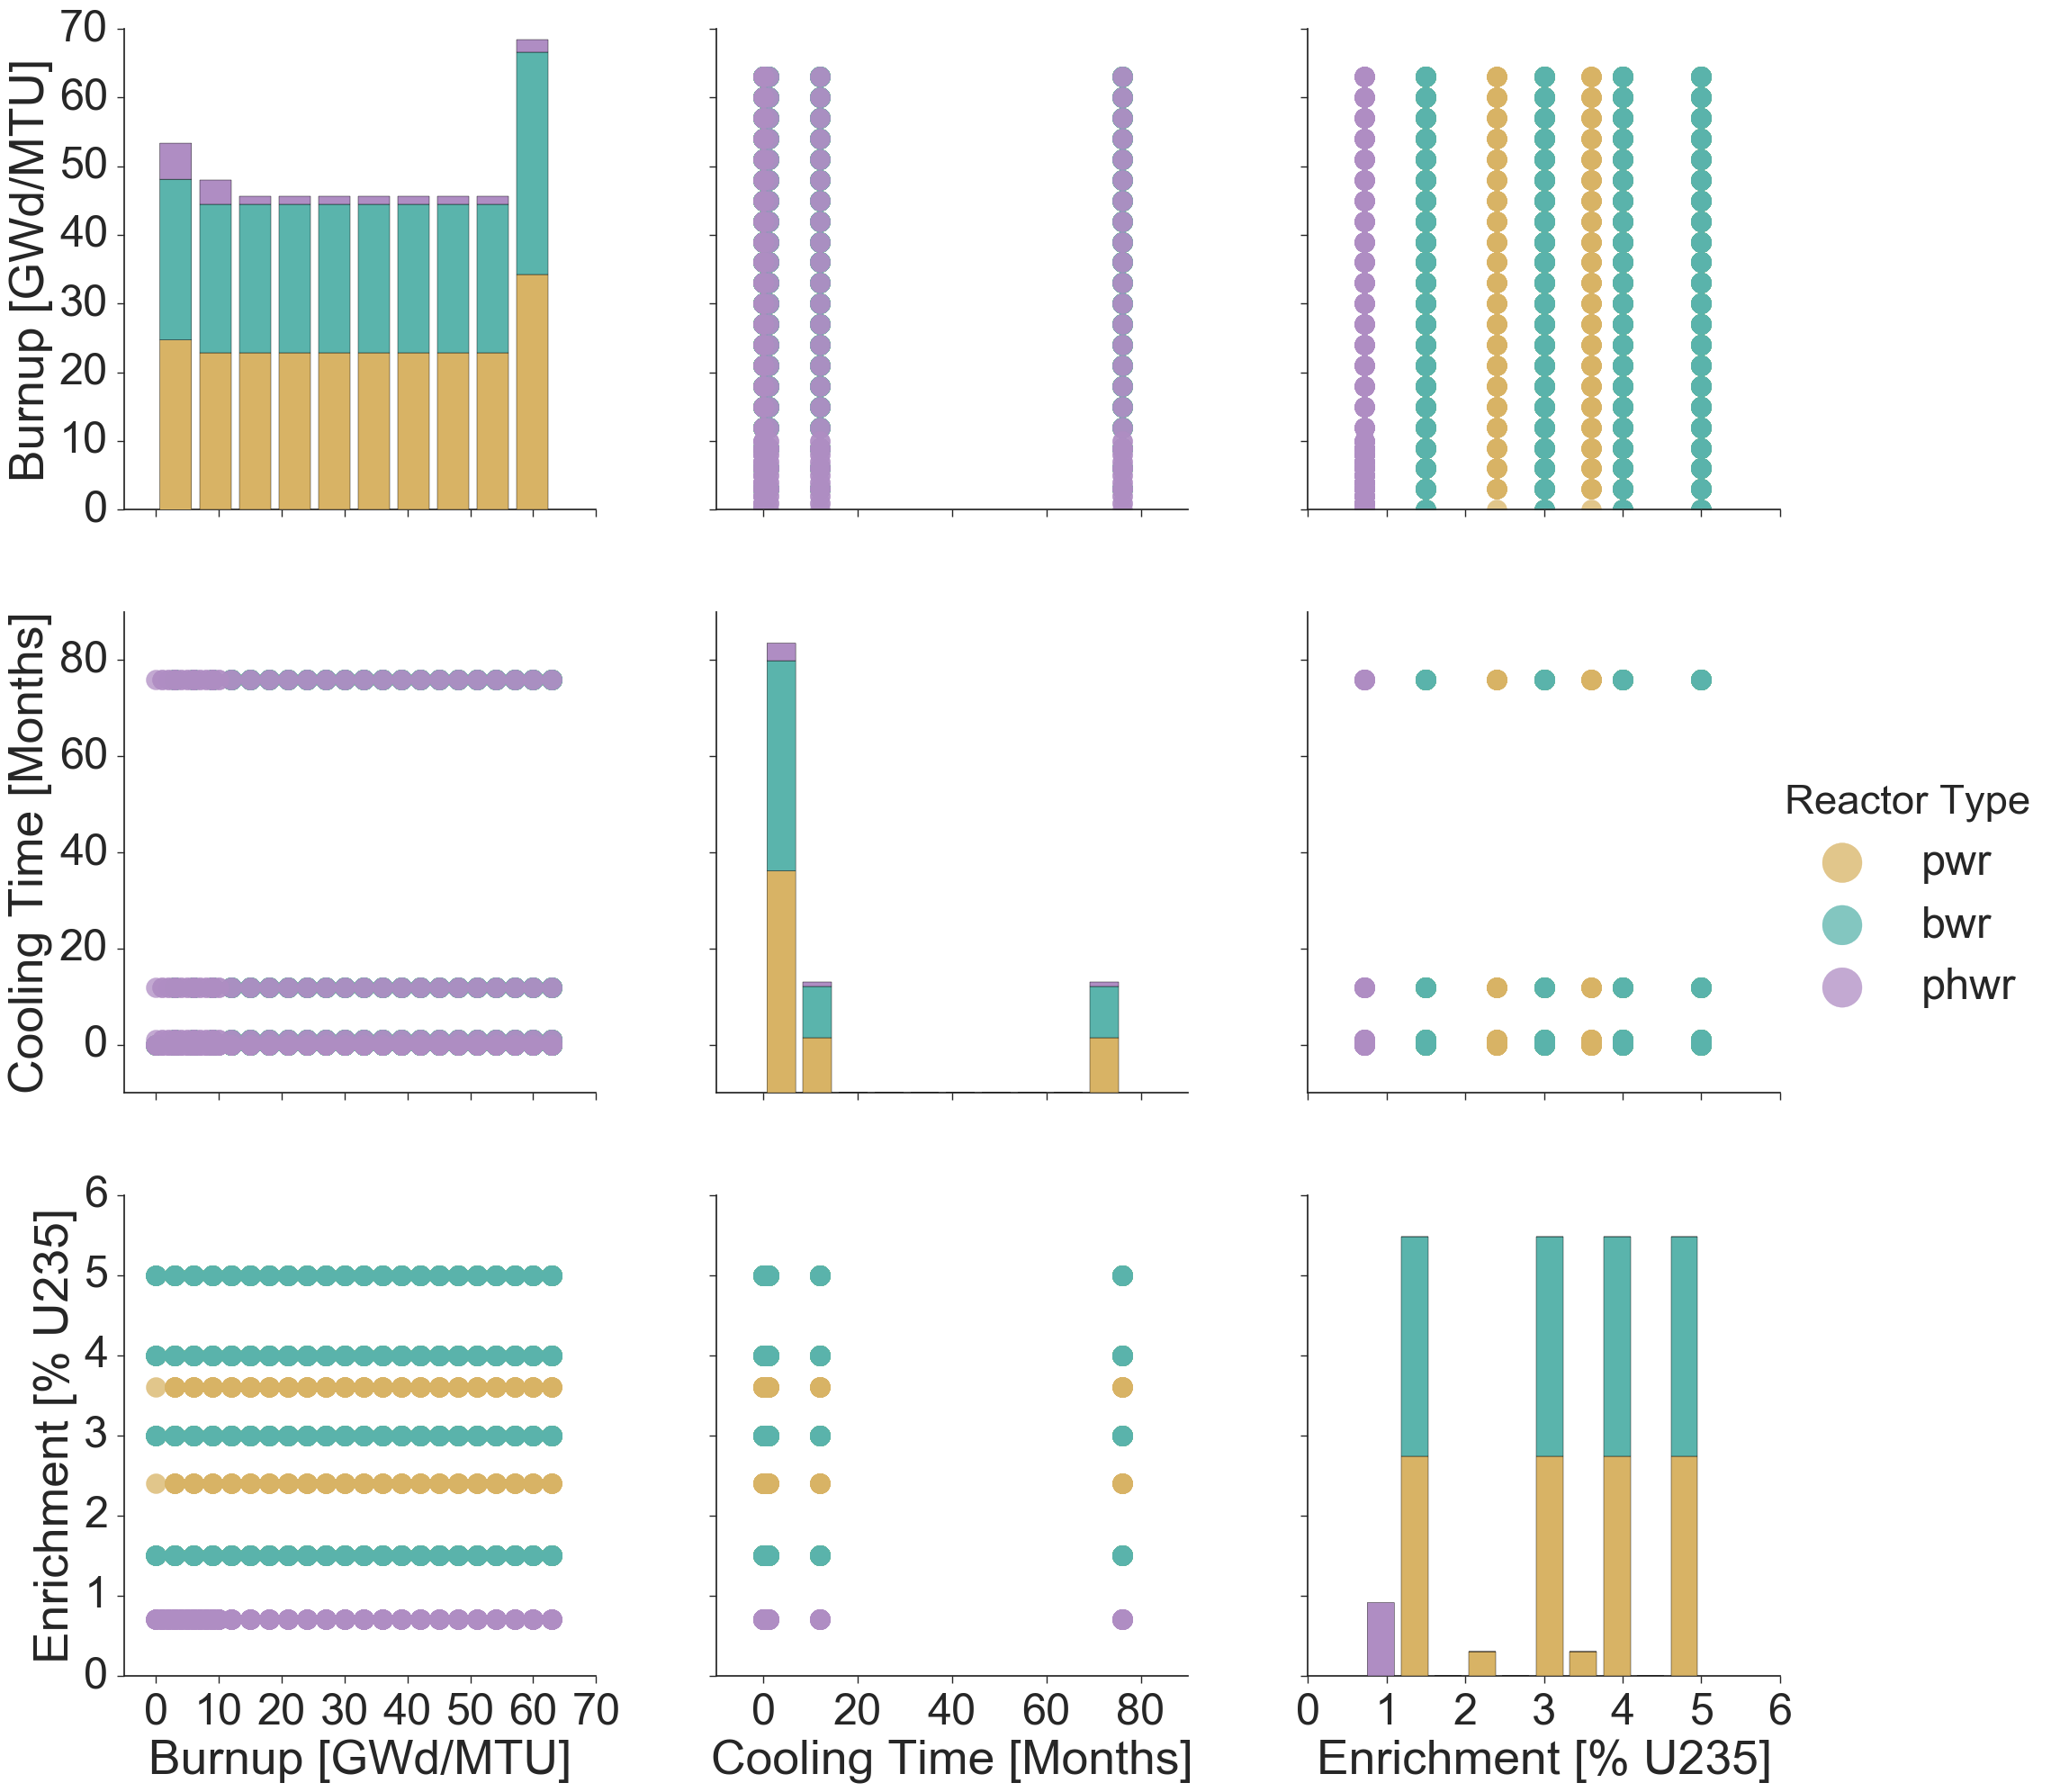 70
60
50
40
30
20
10
0
Burnup [GWd/MTU]
80
60
40
20
0
Cooling Time [Months]
Reactor Type
pwr
bwr
phwr
6
5
4
3
2
1
0
Enrichment [% U235]
0 10 20 30 40 50 60 70
0 20 40 60 80
0 1 2 3 4 5 6
Burnup [GWd/MTU]
Cooling Time [Months]
Enrichment [% U235]